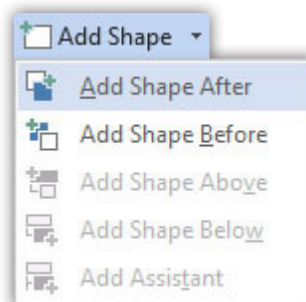 Add Shape
Add Shape After
Add Shape Before
Add Shape Above
Add Shape Below
Add Assistant